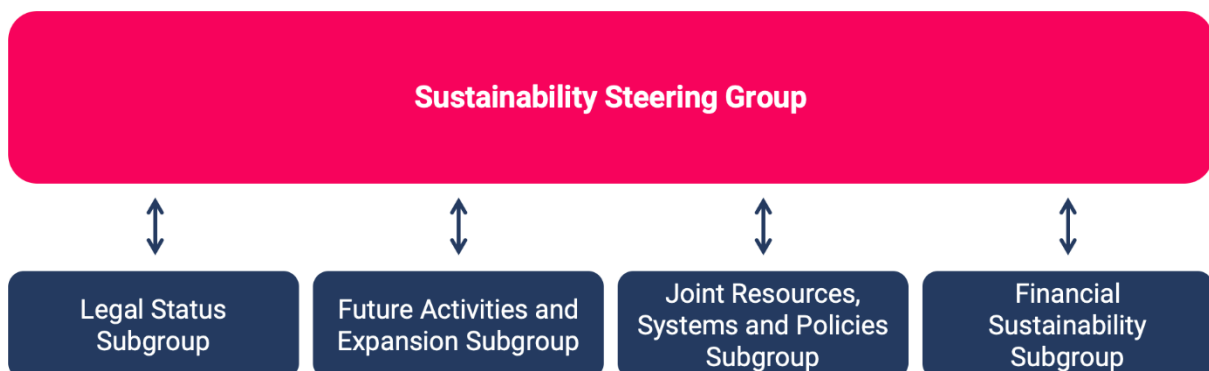 Sustainability Steering Group
Legal Status
Subgroup
Future Activities and
Expansion Subgroup
Joint Resources,
Systems and Policies
Subgroup
Financial
Sustainability
Subgroup